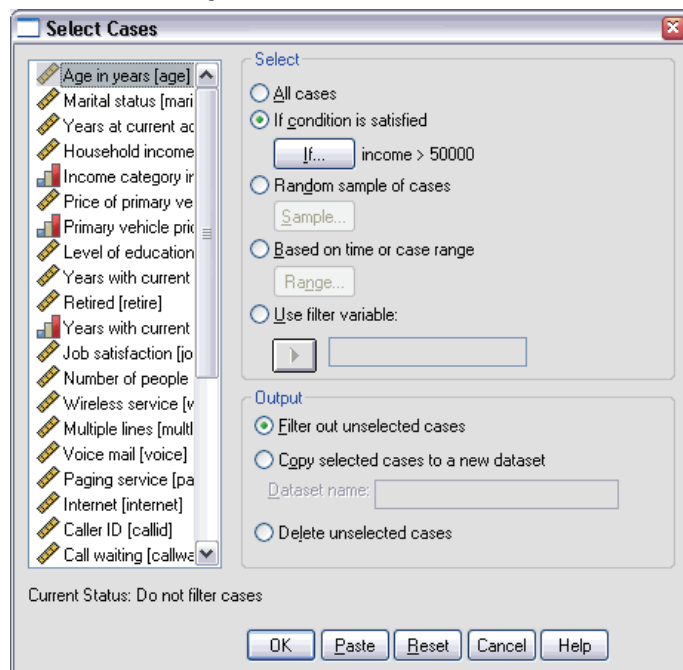 Select Cases
Age in years [age]
Marital status [mari
Years at current ad
Household income
Income category ir
Price of primary ve
Primary vehicle pric
Level of education
Years with current
Retired [retire]
Years with current
Job satisfaction [jo
Number of people
Wireless service [w
Multiple lines [multl
Voice mail [voice]
Paging service [pa
Internet [internet]
Caller ID [callid]
Call waiting [callwa
Select
All cases
If condition is satisfied
If... income > 50000
Random sample of cases
Sample...
Based on time or case range
Range...
Use filter variable:
Output
Filter out unselected cases
Copy selected cases to a new dataset
Dataset name:
Delete unselected cases
Current Status: Do not filter cases
OK Paste Reset Cancel Help